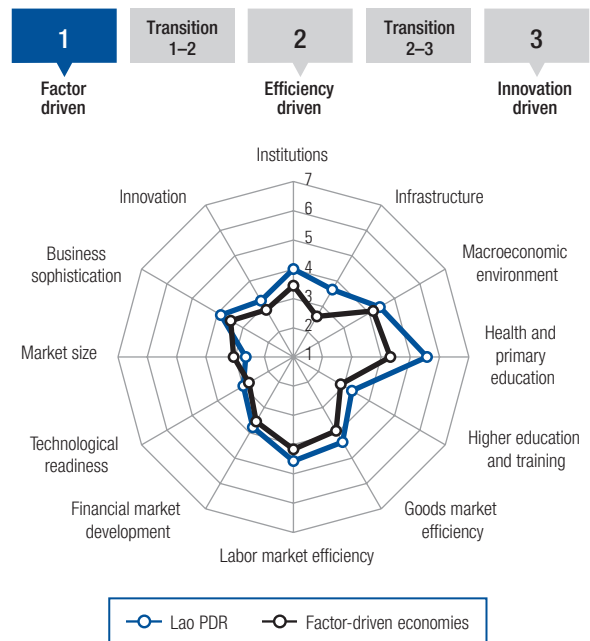 1
Transition
1–2
2
Transition
2–3
3
Factor
driven
Efficiency
driven
Innovation
driven
Institutions
7
6
5
4
3
2
1
Innovation
Infrastructure
Business
sophistication
Macroeconomic
environment
Market size
Health and
primary
education
Technological
readiness
Higher education
and training
Financial market
development
Goods market
efficiency
Labor market efficiency
Lao PDR
Factor-driven economies